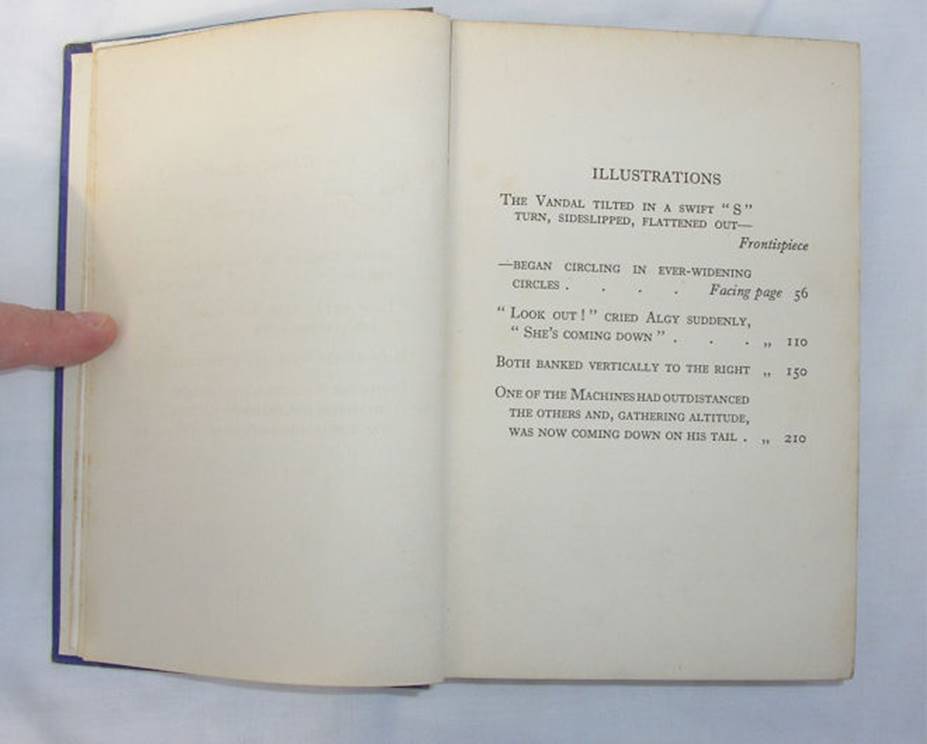 ILLUSTRATIONS
THE VANDAL TILTED IN A SWIFT "S"
TURN, SIDESLIPPED, FLATTENED OUT—
Frontispiece
—BEGAN CIRCLING IN EVER-WIDENING
CIRCLES . . . . Facing page 56
"LOOK OUT!" CRIED ALGY SUDDENLY,
"SHE'S COMING DOWN" . . . „ 110
BOTH BANKED VERTICALLY TO THE RIGHT „ 150
ONE OF THE MACHINES HAD OUTDISTANCED
THE OTHERS AND, GATHERING ALTITUDE,
WAS NOW COMING DOWN ON HIS TAIL . „ 210